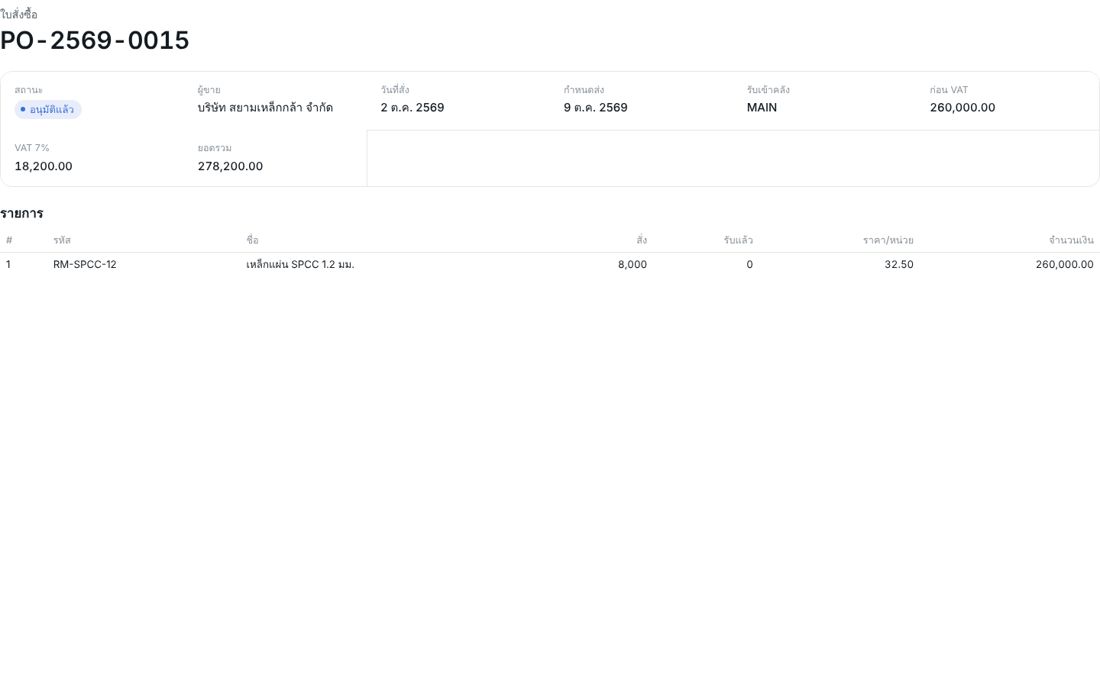 ใบสั่งซื้อ
PO-2569-0015
สถานะ ผู้ขาย วันที่สั่ง กำหนดส่ง รับเข้าคลัง ก่อน VAT
อนุมัติแล้ว บริษัท สยามเหล็กกล้า จำกัด 2 ต.ค. 2569 9 ต.ค. 2569 MAIN 260,000.00
VAT 7% ยอดรวม
18,200.00 278,200.00
รายการ
# รหัส ชื่อ สั่ง รับแล้ว ราคา/หน่วย จำนวนเงิน
1 RM-SPCC-12 เหล็กแผ่น SPCC 1.2 มม. 8,000 0 32.50 260,000.00